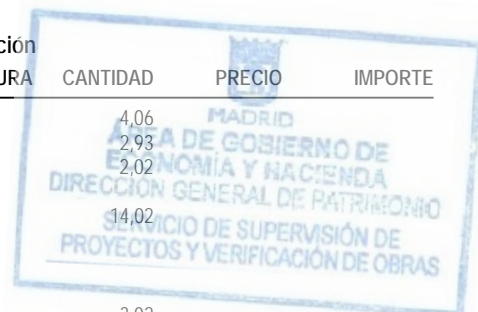 ción
URA CANTIDAD PRECIO IMPORTE
4,06
MADRID
2,93
ÁREA DE GOBIERNO DE
ECONOMÍA Y HACIENDA
2,02
DIRECCIÓN GENERAL DE PATRIMONIO
14,02
SERVICIO DE SUPERVISIÓN DE
PROYECTOS Y VERIFICACIÓN DE OBRAS